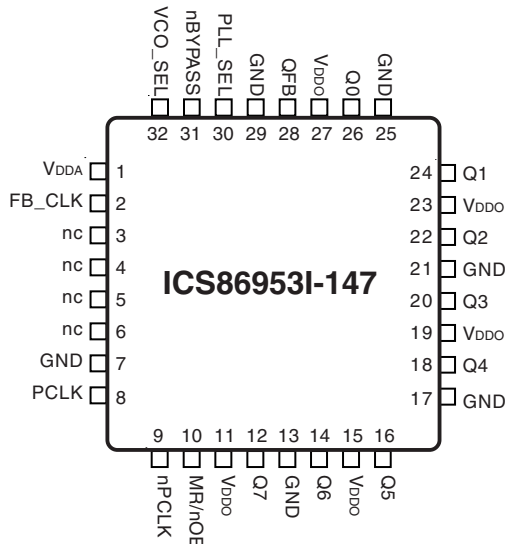 VCO_SEL
nBYPASS
PLL_SEL
GND
QFB
VDDO
Q0
GND
32 31 30 29 28 27 26 25
VDDA 1
FB_CLK 2
nc 3
nc 4
nc 5
nc 6
GND 7
PCLK 8
ICS86953I-147
24 Q1
23 VDDO
22 Q2
21 GND
20 Q3
19 VDDO
18 Q4
17 GND
9 10 11 12 13 14 15 16
nPCLK
MR/nOE
VDDO
Q7
GND
Q6
VDDO
Q5